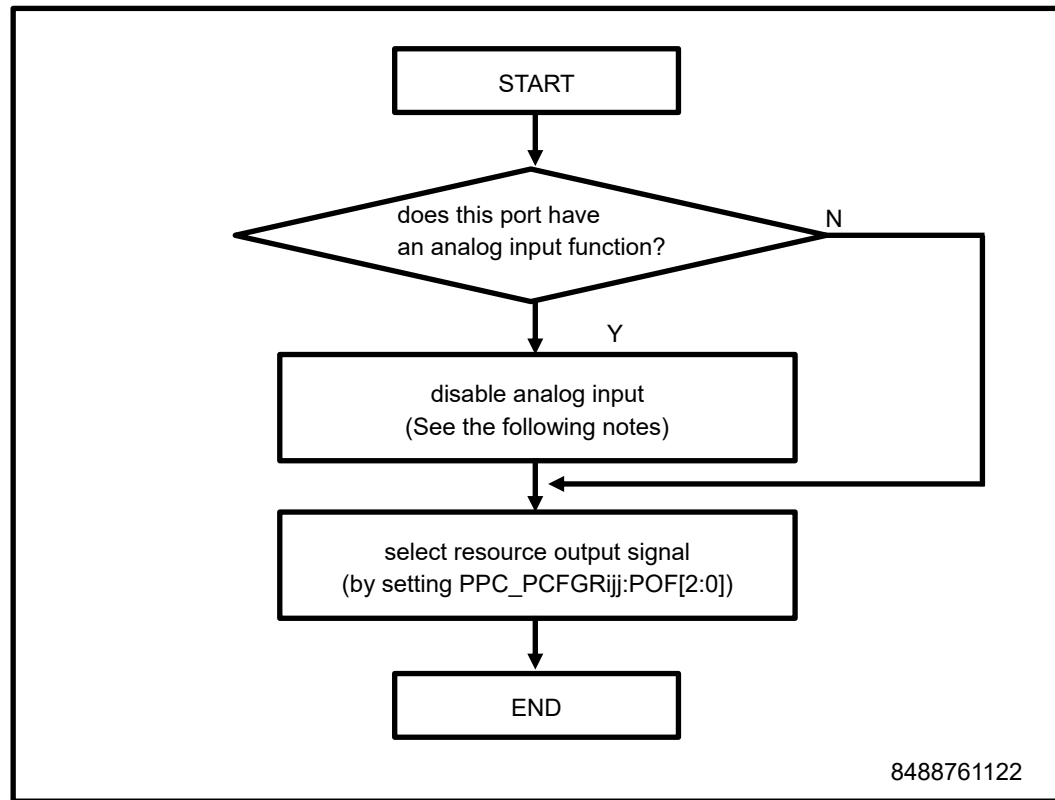 START
does this port have
an analog input function?
N
Y
disable analog input
(See the following notes)
select resource output signal
(by setting PPC_PCFGRijj:POF[2:0])
END
8488761122